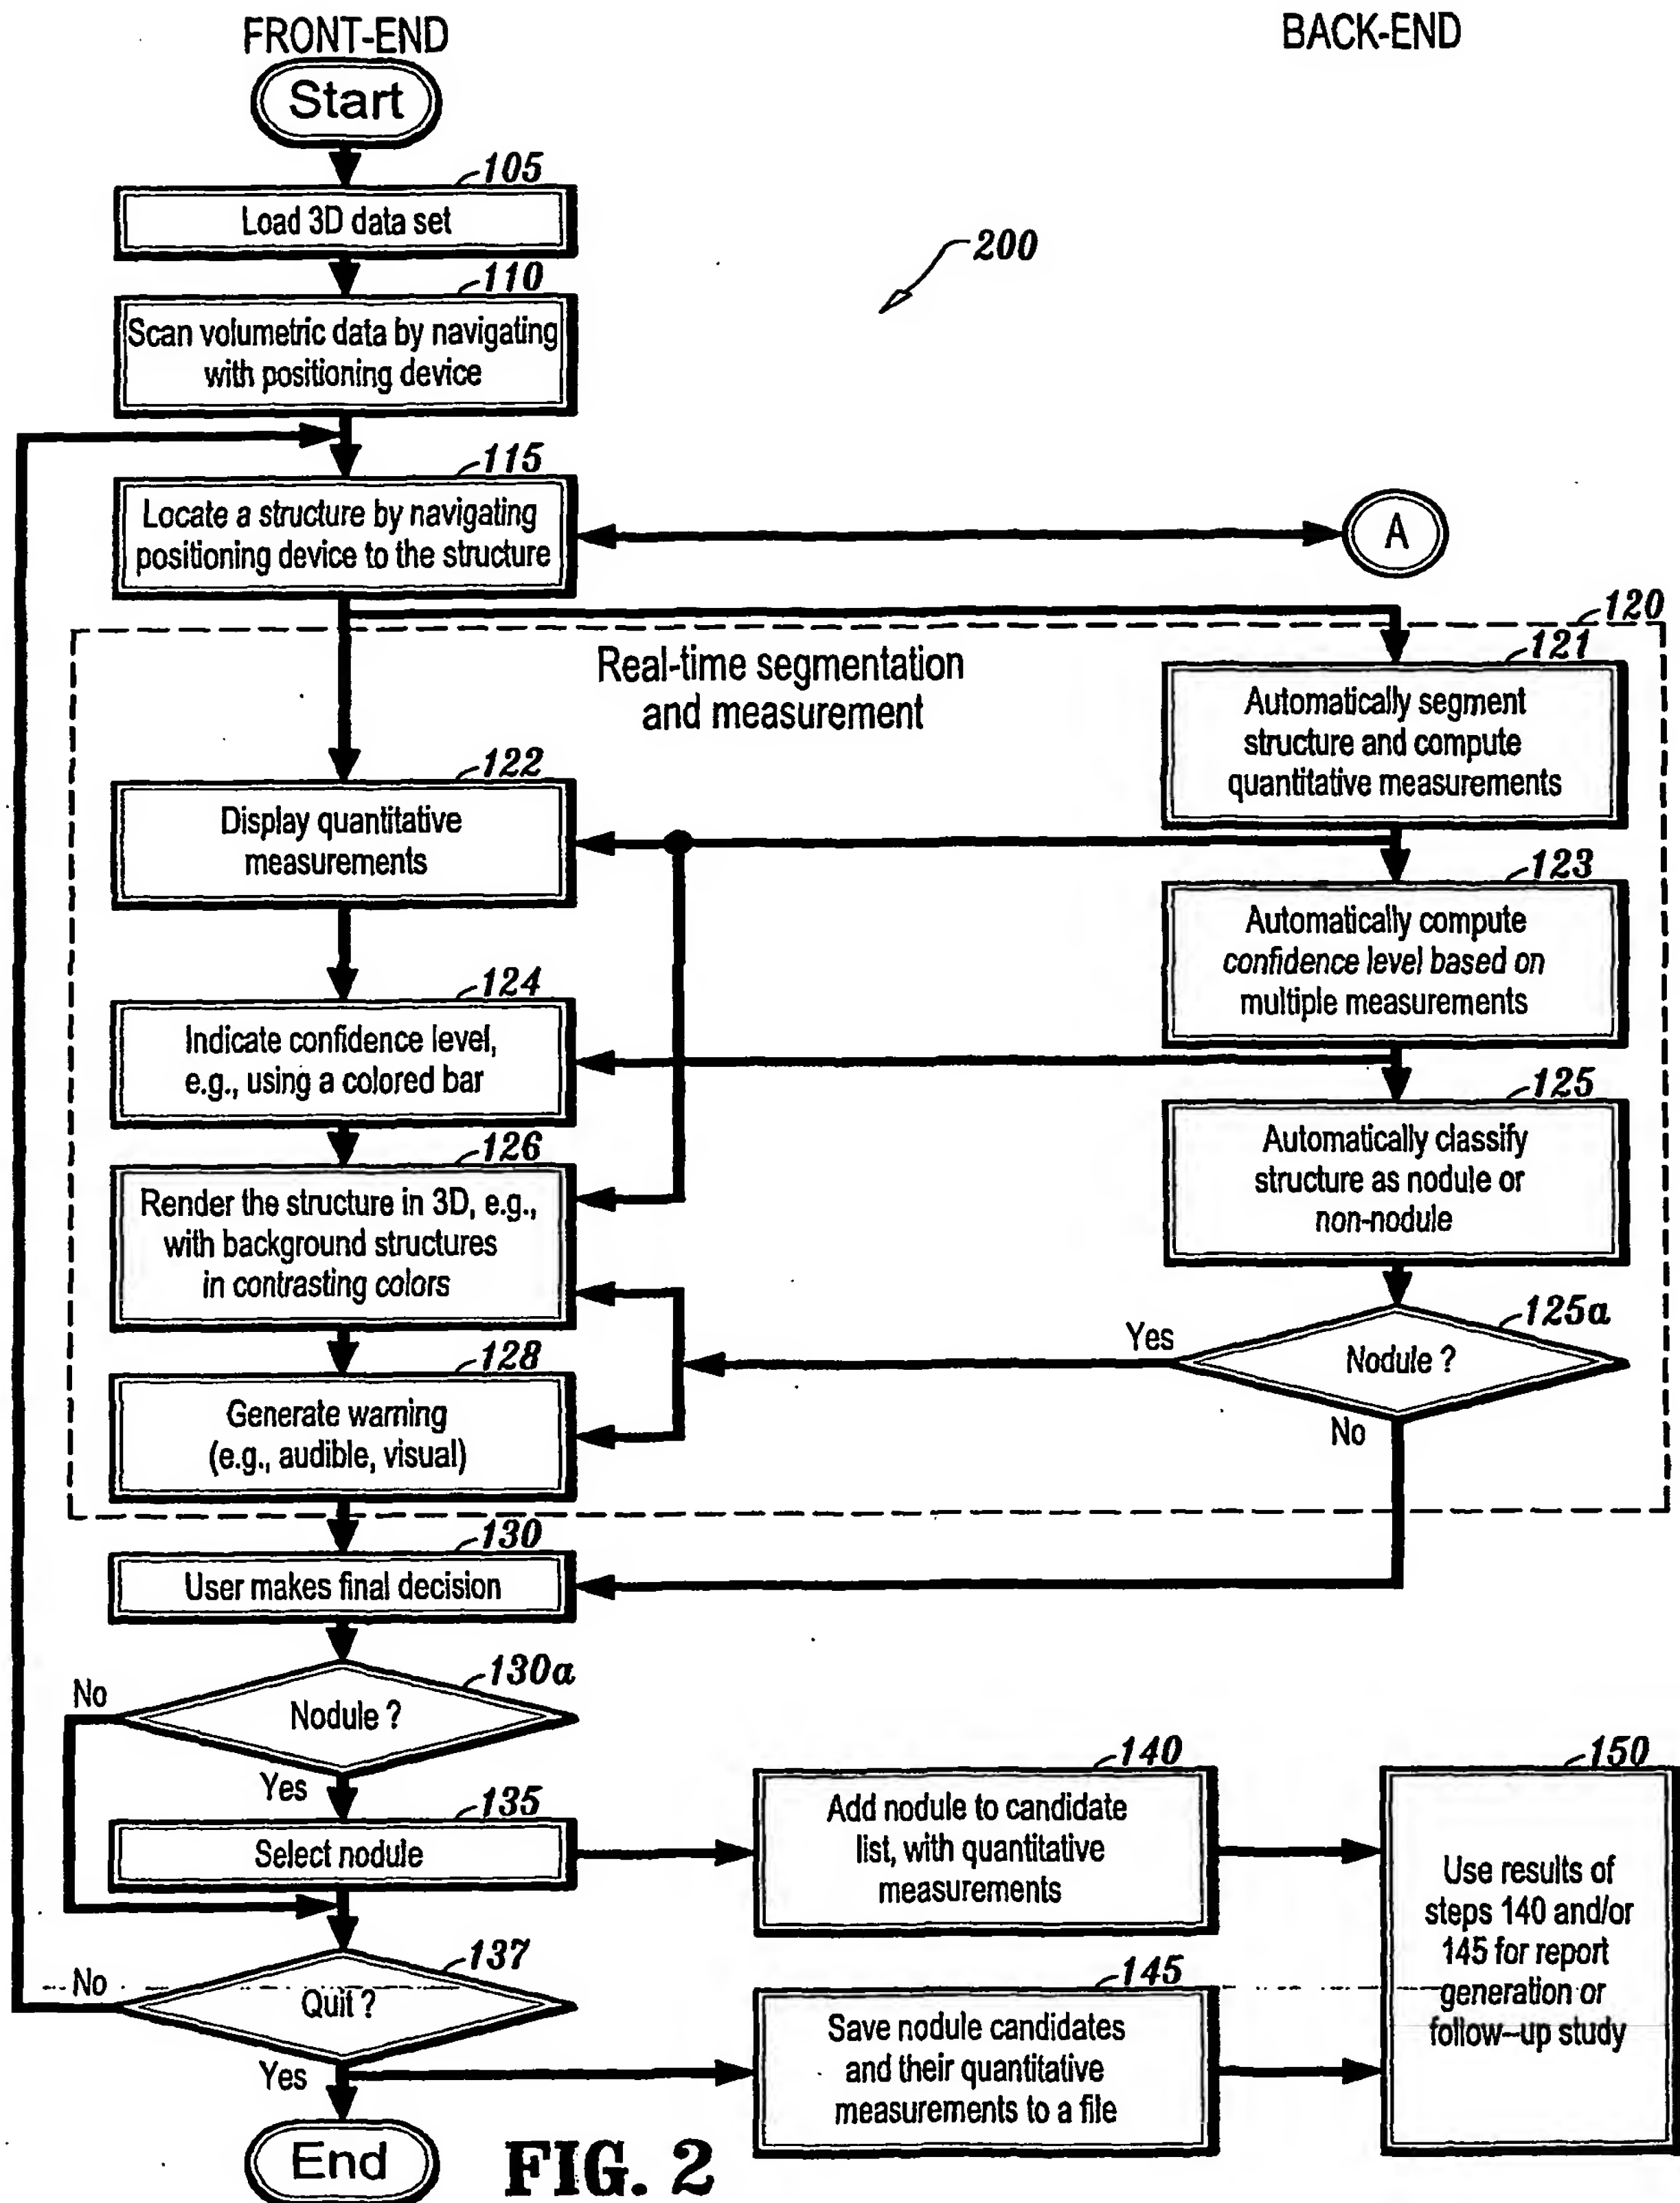 FRONT-END
BACK-END
Start
105
Load 3D data set
200
110
Scan volumetric data by navigating
with positioning device
115
Locate a structure by navigating
positioning device to the structure
A
120
Real-time segmentation
and measurement
121
Automatically segment
structure and compute
quantitative measurements
122
Display quantitative
measurements
123
Automatically compute
confidence level based on
multiple measurements
124
Indicate confidence level,
e.g., using a colored bar
125
Automatically classify
structure as nodule or
non-nodule
126
Render the structure in 3D, e.g.,
with background structures
in contrasting colors
125a
Yes
Nodule ?
No
128
Generate warning
(e.g., audible, visual)
130
User makes final decision
130a
No
Nodule ?
Yes
135
Select nodule
140
Add nodule to candidate
list, with quantitative
measurements
150
Use results of
steps 140 and/or
145 for report
generation or
follow-up study
137
No
Quit ?
Yes
145
Save nodule candidates
and their quantitative
measurements to a file
End
FIG. 2